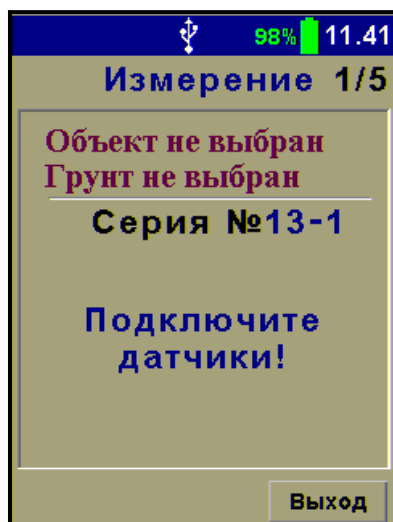 98% 11.41
Измерение 1/5
Объект не выбран
Грунт не выбран
Серия №13-1
Подключите
датчики!
Выход